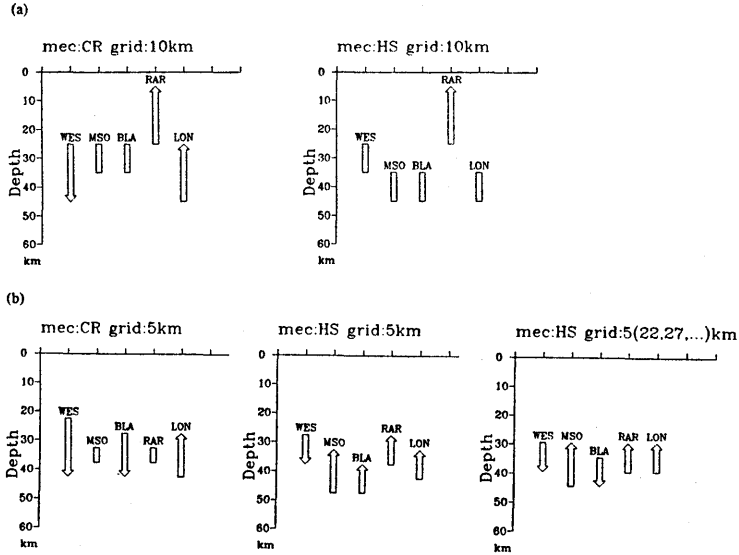 (a)
mec:CR grid:10km
mec:HS grid:10km
0
10
20
30
40
50
60
km
Depth
WES
MSO
BLA
RAR
LON
0
10
20
30
40
50
60
km
Depth
WES
MSO
BLA
RAR
LON
(b)
mec:CR grid:5km
mec:HS grid:5km
mec:HS grid:5(22,27,...)km
0
10
20
30
40
50
60
km
Depth
WES
MSO
BLA
RAR
LON
0
10
20
30
40
50
60
km
Depth
WES
MSO
BLA
RAR
LON
0
10
20
30
40
50
60
km
Depth
WES
MSO
BLA
RAR
LON